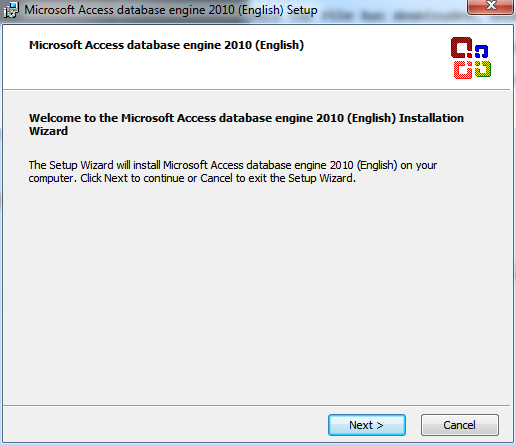 Microsoft Access database engine 2010 (English) Setup
Microsoft Access database engine 2010 (English)
Welcome to the Microsoft Access database engine 2010 (English) Installation
Wizard
The Setup Wizard will install Microsoft Access database engine 2010 (English) on your
computer. Click Next to continue or Cancel to exit the Setup Wizard.
Next >
Cancel